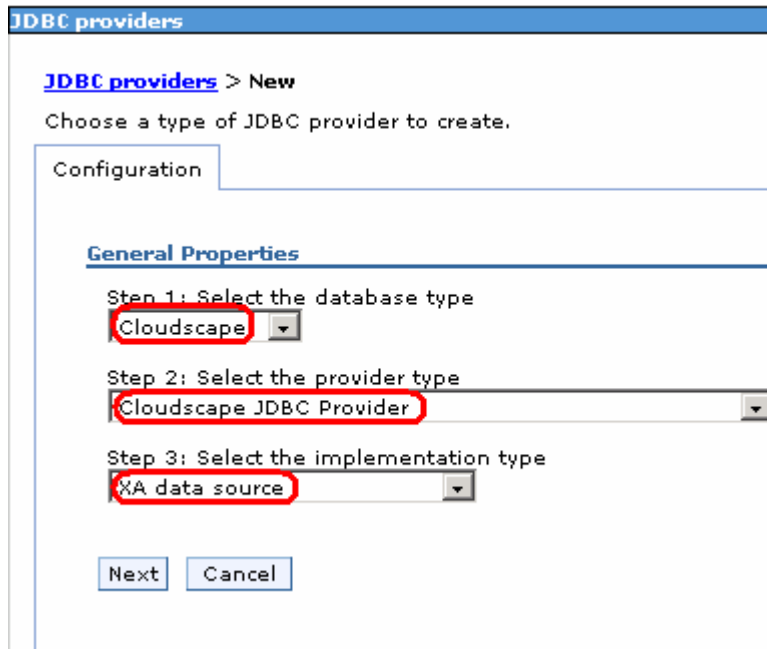 JDBC providers
JDBC providers > New
Choose a type of JDBC provider to create.
Configuration
General Properties
Step 1: Select the database type
Cloudscape
Step 2: Select the provider type
Cloudscape JDBC Provider
Step 3: Select the implementation type
XA data source
Next Cancel